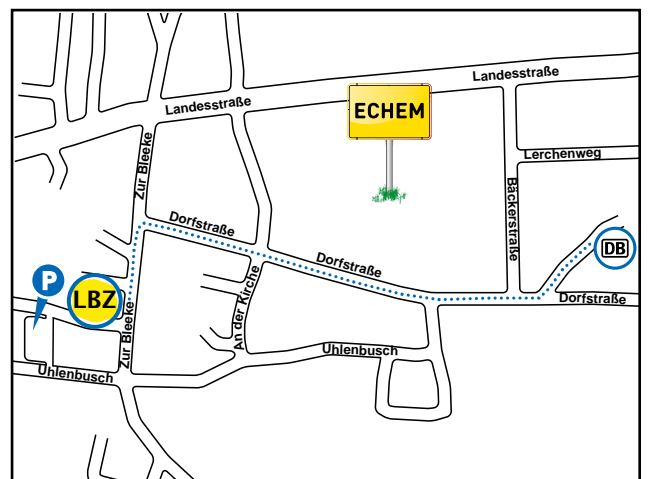 Landesstraße
Landesstraße
ECHEM
Zur Bleeke
Lerchenweg
Bäckerstraße
Dorfstraße
Dorfstraße
DB
P
LBZ
An der Kirche
Dorfstraße
Zur Bleeke
Uhlenbusch
Uhlenbusch